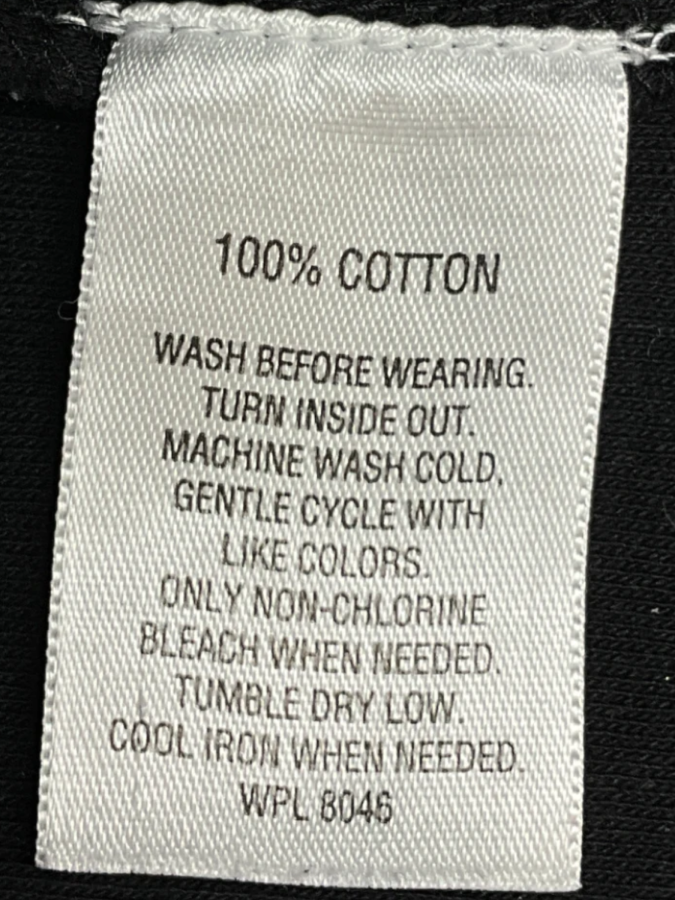 100% COTTON
WASH BEFORE WEARING.
TURN INSIDE OUT.
MACHINE WASH COLD,
GENTLE CYCLE WITH
LIKE COLORS.
ONLY NON-CHLORINE
BLEACH WHEN NEEDED.
TUMBLE DRY LOW.
COOL IRON WHEN NEEDED.
WPL 8046